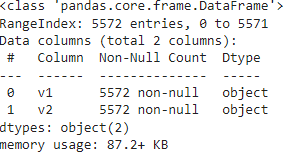 <class 'pandas.core.frame.DataFrame'>
RangeIndex: 5572 entries, 0 to 5571
Data columns (total 2 columns):
 #   Column  Non-Null Count  Dtype
---  ------  --------------  -----
 0   v1      5572 non-null   object
 1   v2      5572 non-null   object
dtypes: object(2)
memory usage: 87.2+ KB